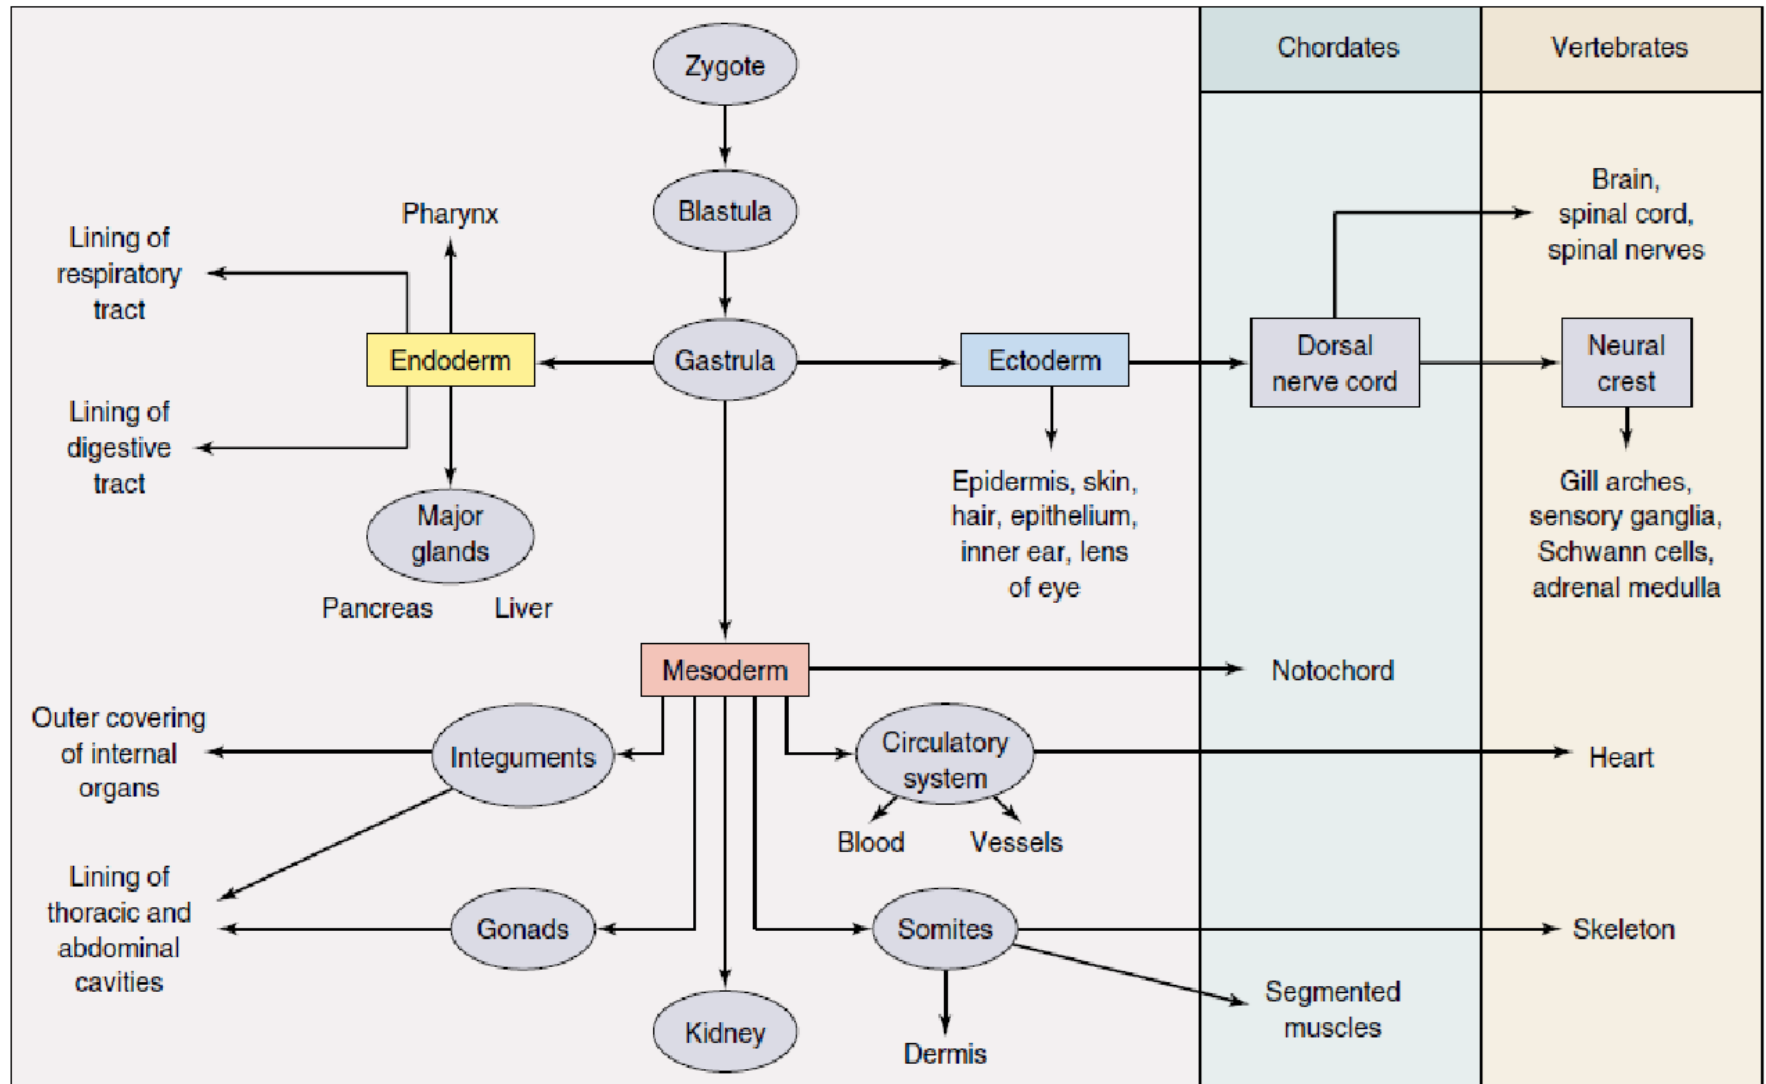 Chordates
Vertebrates
Zygote
Blastula
Gastrula
Pharynx
Lining of
respiratory
tract
Endoderm
Lining of
digestive
tract
Major
glands
Pancreas
Liver
Ectoderm
Epidermis, skin,
hair, epithelium,
inner ear, lens
of eye
Dorsal
nerve cord
Brain,
spinal cord,
spinal nerves
Neural
crest
Gill arches,
sensory ganglia,
Schwann cells,
adrenal medulla
Mesoderm
Notochord
Integuments
Outer covering
of internal
organs
Lining of
thoracic and
abdominal
cavities
Gonads
Kidney
Circulatory
system
Blood
Vessels
Heart
Somites
Dermis
Skeleton
Segmented
muscles